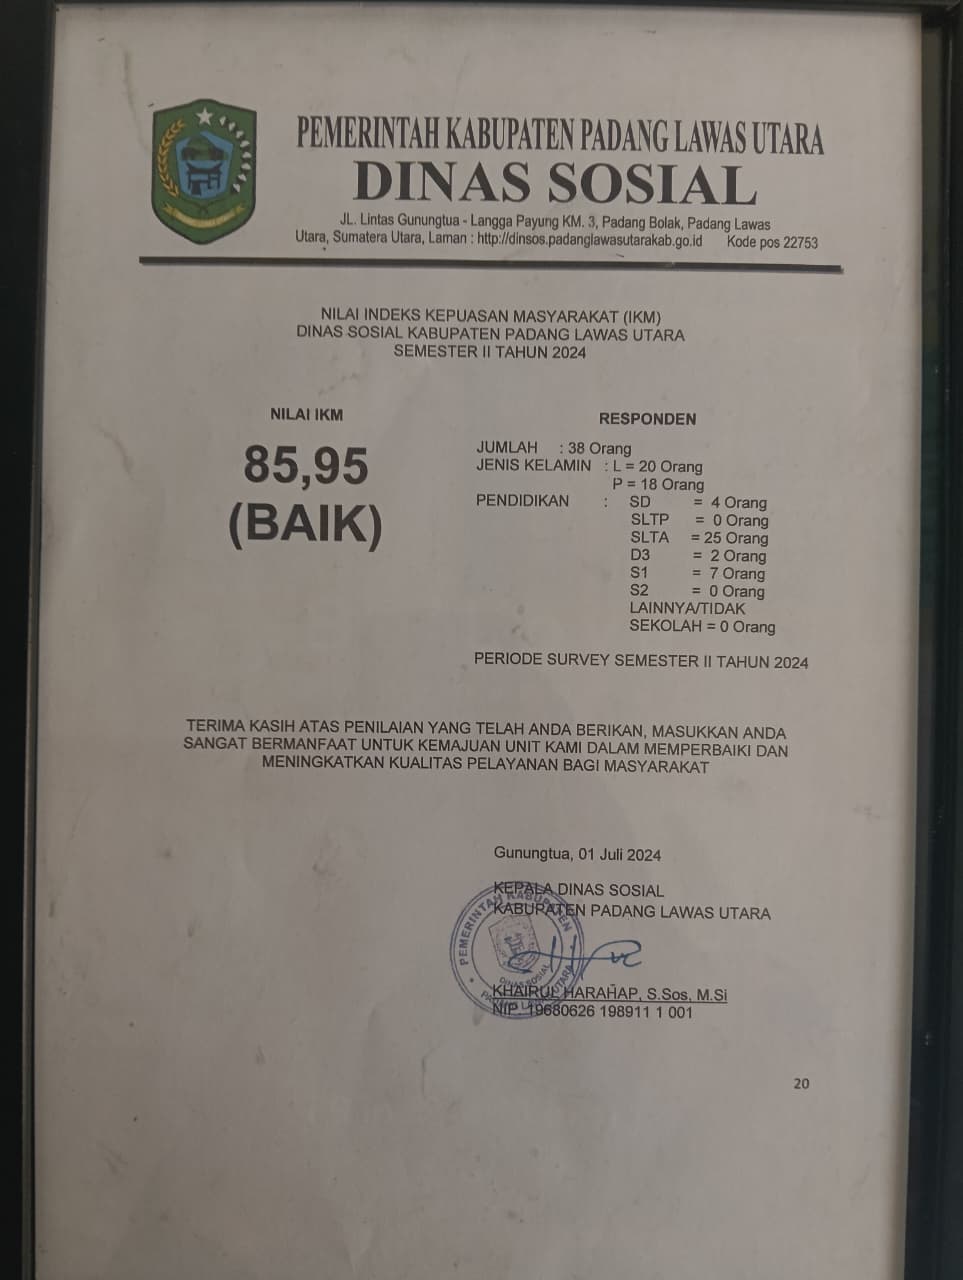 PEMERINTAH KABUPATEN PADANG LAWAS UTARA
DINAS SOSIAL
JL. Lintas Gunungtua - Langga Payung KM. 3, Padang Bolak, Padang Lawas
Utara, Sumatera Utara, Laman : http://dinsos.padanglawasutarakab.go.id Kode pos 22753
NILAI INDEKS KEPUASAN MASYARAKAT (IKM)
DINAS SOSIAL KABUPATEN PADANG LAWAS UTARA
SEMESTER II TAHUN 2024
NILAI IKM
85,95
(BAIK)
RESPONDEN
JUMLAH : 38 Orang
JENIS KELAMIN : L = 20 Orang
P = 18 Orang
PENDIDIKAN : SD = 4 Orang
SLTP = 0 Orang
SLTA = 25 Orang
D3 = 2 Orang
S1 = 7 Orang
S2 = 0 Orang
LAINNYA/TIDAK
SEKOLAH = 0 Orang
PERIODE SURVEY SEMESTER II TAHUN 2024
TERIMA KASIH ATAS PENILAIAN YANG TELAH ANDA BERIKAN, MASUKKAN ANDA
SANGAT BERMANFAAT UNTUK KEMAJUAN UNIT KAMI DALAM MEMPERBAIKI DAN
MENINGKATKAN KUALITAS PELAYANAN BAGI MASYARAKAT
Gunungtua, 01 Juli 2024
KEPALA DINAS SOSIAL
KABUPATEN PADANG LAWAS UTARA
PEMERINTAH KABUPATEN
DINAS SOSIAL
PADANG LAWAS UTARA
KHAIRUL HARAHAP, S.Sos, M.Si
NIP. 19680626 198911 1 001
20